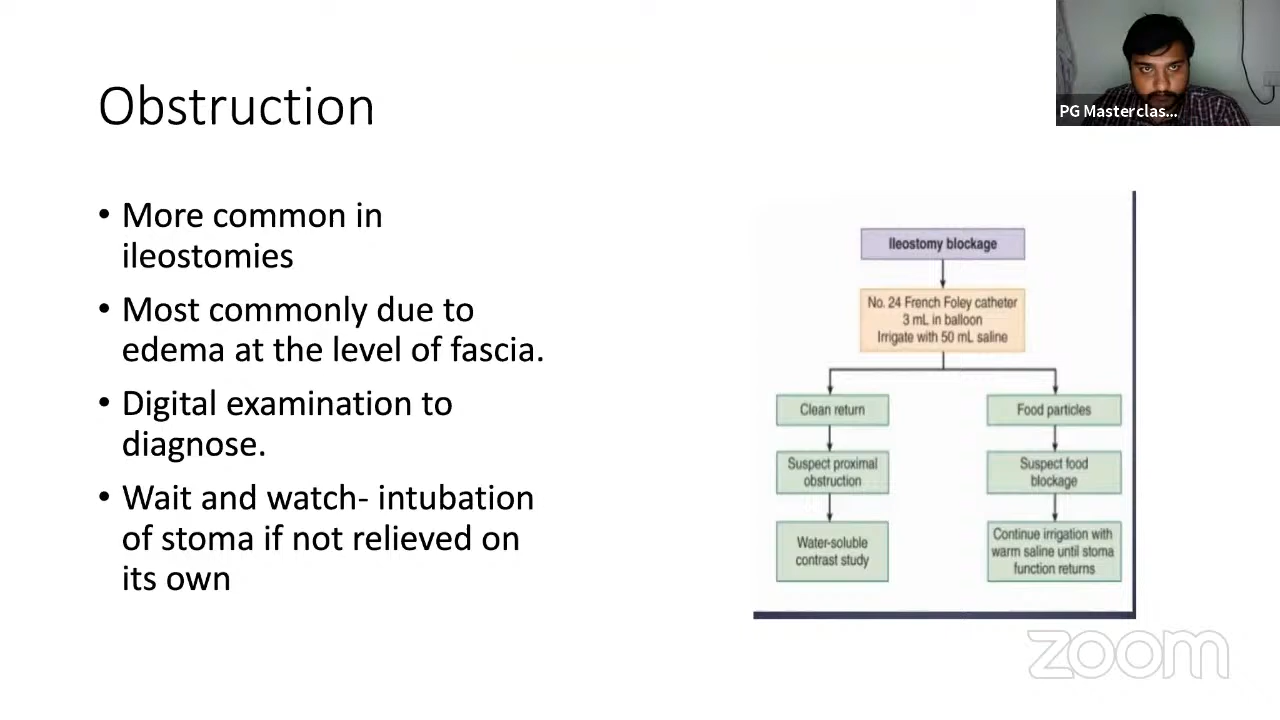 PG Masterclas...
Obstruction
• More common in
ileostomies
• Most commonly due to
edema at the level of fascia.
• Digital examination to
diagnose.
• Wait and watch- intubation
of stoma if not relieved on
its own
Ileostomy blockage
No. 24 French Foley catheter
3 mL in balloon
Irrigate with 50 mL saline
Clean return
Food particles
Suspect proximal
obstruction
Suspect food
blockage
Water-soluble
contrast study
Continue irrigation with
warm saline until stoma
function returns
zoom